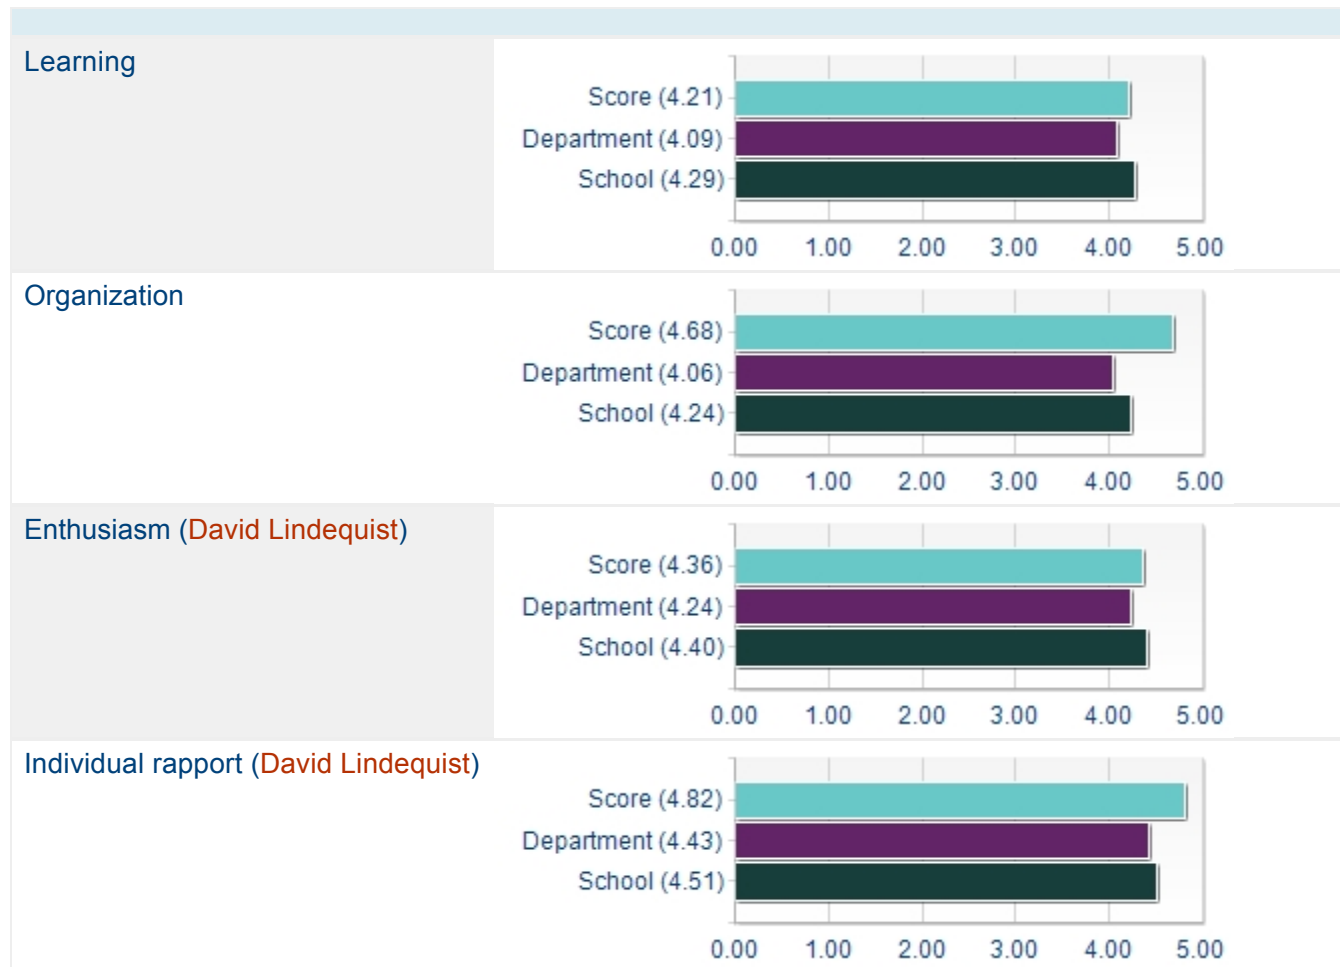 Learning
Score (4.21)
Department (4.09)
School (4.29)
0.00 1.00 2.00 3.00 4.00 5.00
Organization
Score (4.68)
Department (4.06)
School (4.24)
0.00 1.00 2.00 3.00 4.00 5.00
Enthusiasm (David Lindequist)
Score (4.36)
Department (4.24)
School (4.40)
0.00 1.00 2.00 3.00 4.00 5.00
Individual rapport (David Lindequist)
Score (4.82)
Department (4.43)
School (4.51)
0.00 1.00 2.00 3.00 4.00 5.00